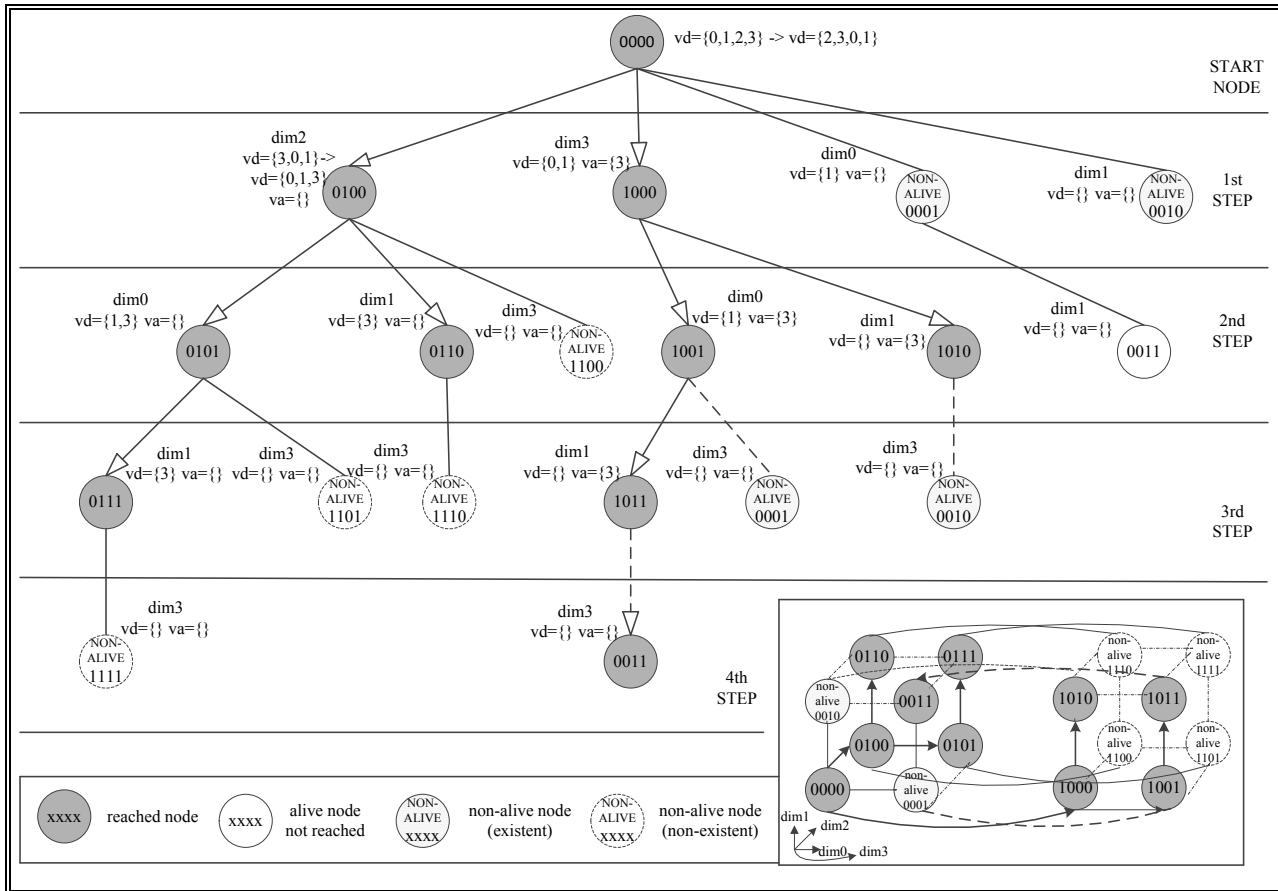 0000
vd={0,1,2,3} -> vd={2,3,0,1}
START
NODE
dim2
vd={3,0,1}->
vd={0,1,3}
va={}
0100
dim3
vd={0,1} va={3}
1000
dim0
vd={1} va={}
NON-
ALIVE
0001
dim1
vd={} va={}
NON-
ALIVE
0010
1st
STEP
dim0
vd={1,3} va={}
0101
dim1
vd={3} va={}
0110
dim3
vd={} va={}
NON-
ALIVE
1100
dim0
vd={1} va={3}
1001
dim1
vd={} va={3}
1010
dim1
vd={} va={}
0011
2nd
STEP
dim1
vd={3} va={}
0111
dim3
vd={} va={}
NON-
ALIVE
1101
dim3
vd={} va={}
NON-
ALIVE
1110
dim1
vd={} va={3}
1011
dim3
vd={} va={}
NON-
ALIVE
0001
dim3
vd={} va={}
NON-
ALIVE
0010
3rd
STEP
dim3
vd={} va={}
NON-
ALIVE
1111
dim3
vd={} va={}
0011
4th
STEP
0110
0111
non-
alive
1110
non-
alive
1111
non-
alive
0010
0011
1010
1011
0100
0101
non-
alive
1100
non-
alive
1101
0000
non-
alive
0001
1000
1001
dim1
dim2
dim0
dim3
xxxx
reached node
xxxx
alive node
not reached
NON-
ALIVE
xxxx
non-alive node
(existent)
NON-
ALIVE
xxxx
non-alive node
(non-existent)